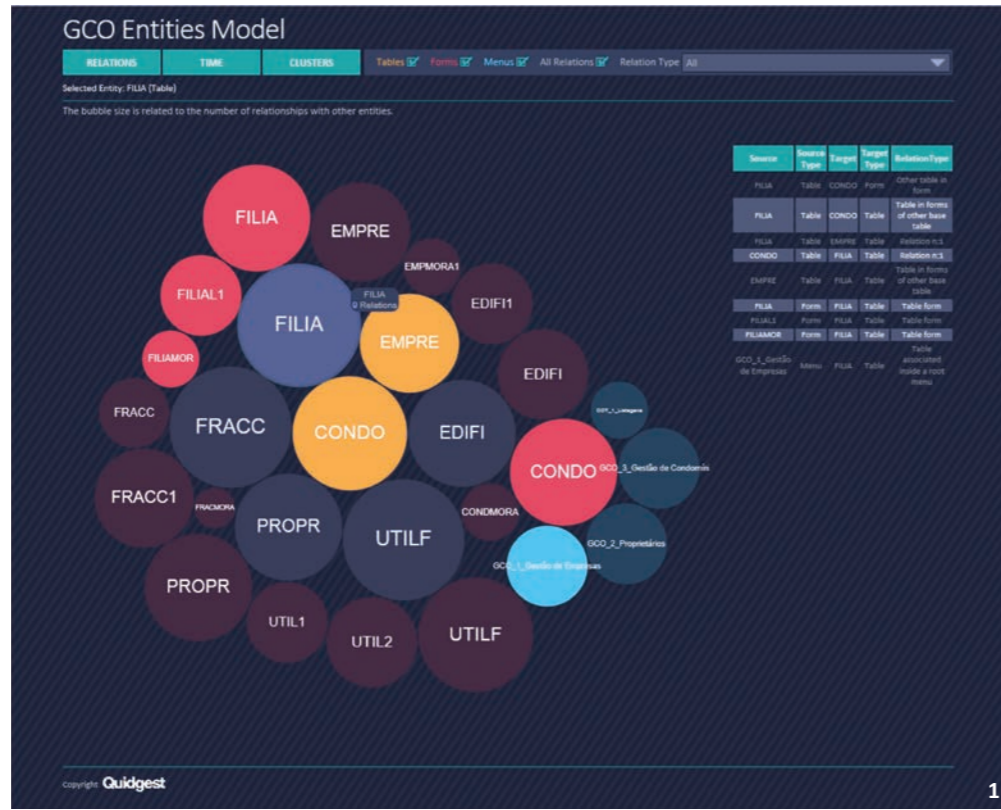 GCO Entities Model
RELATIONS TIME CLUSTERS Tables Forms Menus All Relations Relation Type All
Selected Entity: FILIA (Table)
The bubble size is related to the number of relationships with other entities.
FILIA
EMPRE
EMPMORA1
FILIAL1
FILIA
9 Relations
EDIFI1
FILIA
EMPRE
FILIAMOR
EDIFI
FRACC
FRACC
CONDO
EDIFI
GCO_3_Gestão de Condomín
CONDO
FRACC1
FRACMORA
CONDMORA
PROPR
UTILF
GCO_2_Proprietários
GCO_1_Gestão de Empresas
PROPR
UTIL1
UTIL2
UTILF
Source Source Type Target Target Type RelationType
FILIA Table CONDO Form Other table in form
FILIA Table CONDO Table Table in forms of other base table
FILIA Table EMPRE Table Relation n:1
CONDO Table FILIA Table Relation n:1
EMPRE Table FILIA Table Table in forms of other base table
FILIA Form FILIA Table Table form
FILIAL1 Form FILIA Table Table form
FILIAMOR Form FILIA Table Table form
GCO_1_Gestão de Empresas Menu FILIA Table Table associated inside a root menu
copyright Quidgest
1